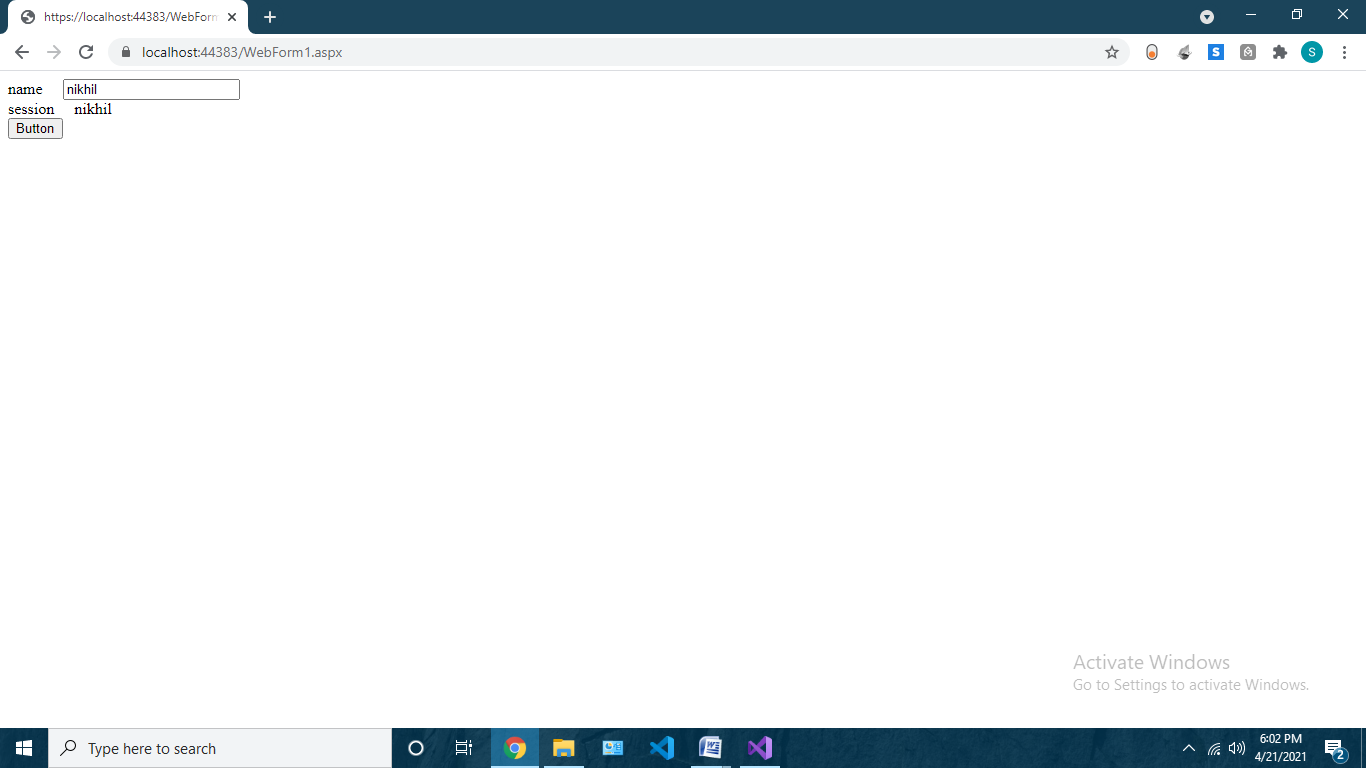 https://localhost:44383/WebForm
localhost:44383/WebForm1.aspx
S
S
name nikhil
session nikhil
Button
Activate Windows
Go to Settings to activate Windows.
Type here to search
W
6:02 PM
4/21/2021
2